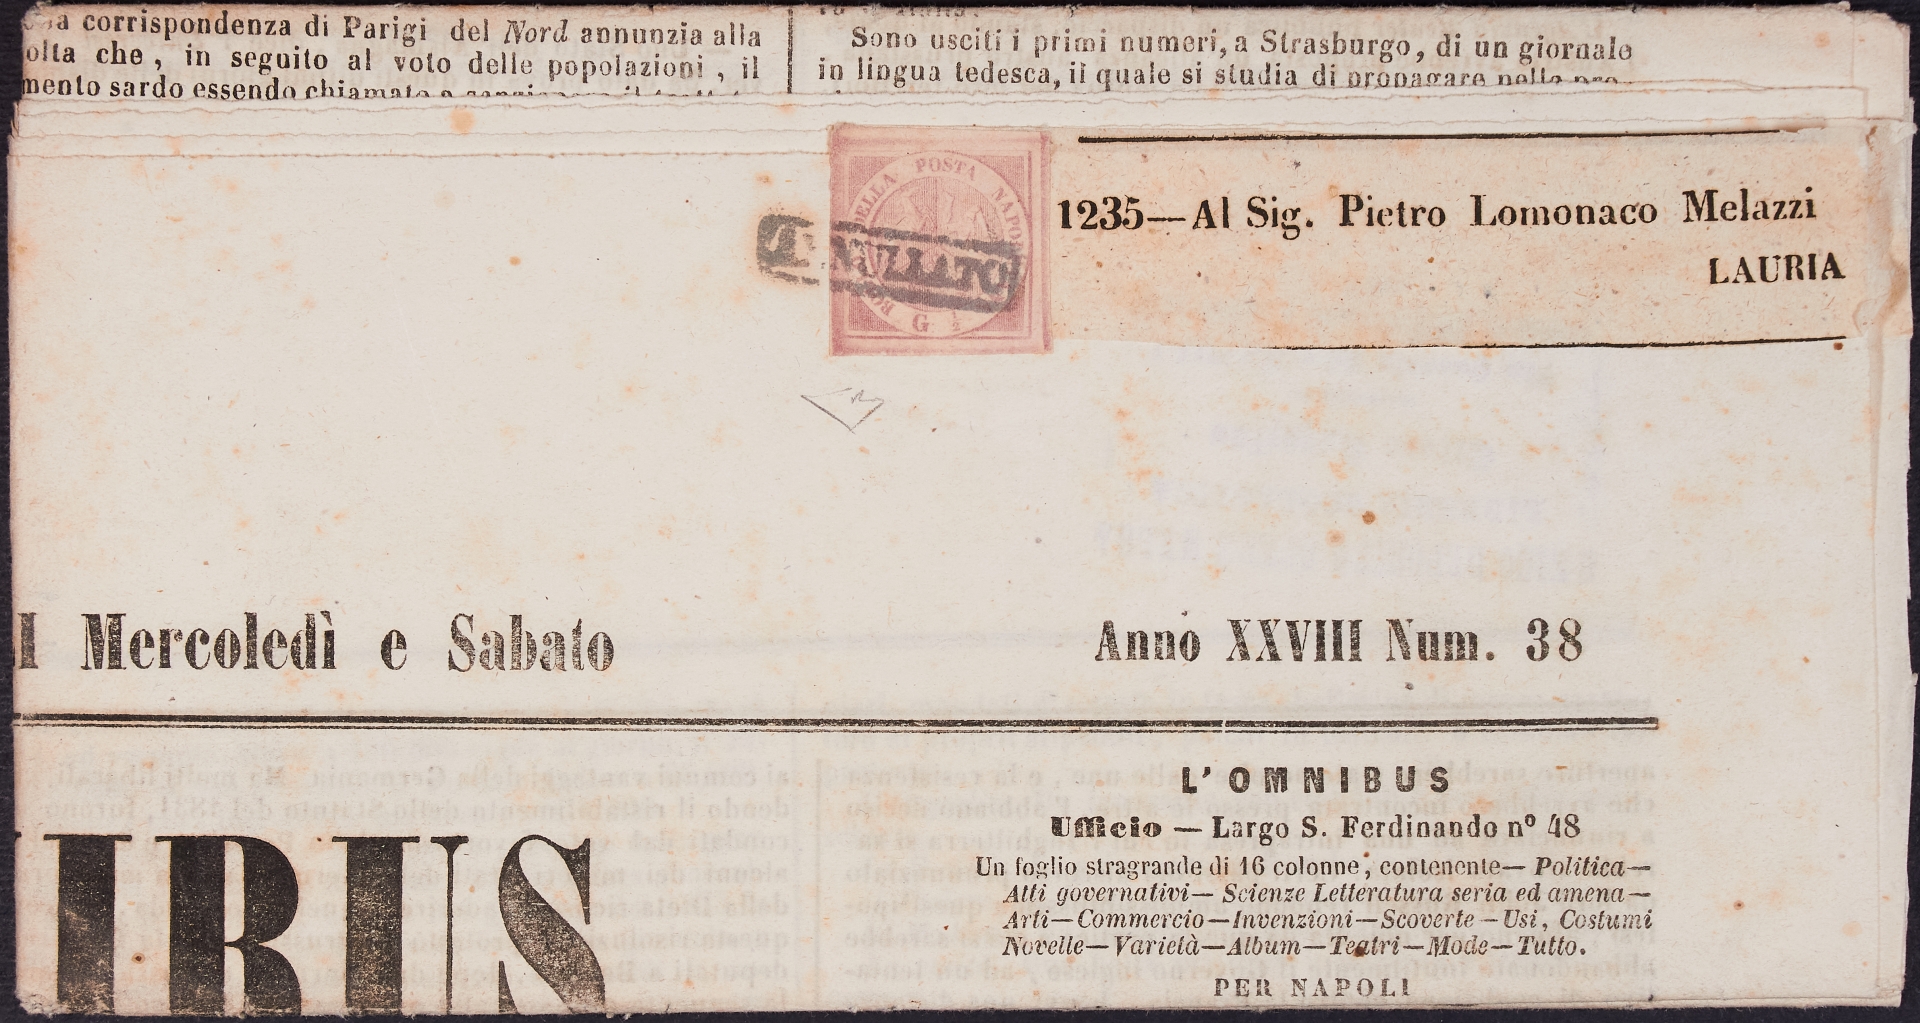 corrispondenza di Parigi del Nord annunzia alla
olta che, in seguito al voto delle popolazioni, il
mento sardo essendo chiamato a
Sono usciti i primi numeri, a Strasburgo, di un giornale
in lingua tedesca, il quale si studia di propagare nelle pro-
DELLA POSTA NAPO
G 1/2
ANNULLATO
1235—Al Sig. Pietro Lomonaco Melazzi
LAURIA
I Mercoledì e Sabato
Anno XXVIII Num. 38
IBUS
L'OMNIBUS
Ufficio — Largo S. Ferdinando n° 48
Un foglio stragrande di 16 colonne, contenente— Politica—
Atti governativi— Scienze Letteratura seria ed amena—
Arti—Commercio—Invenzioni—Scoverte—Usi, Costumi
Novelle—Varietà—Album—Teatri—Mode—Tutto.
PER NAPOLI